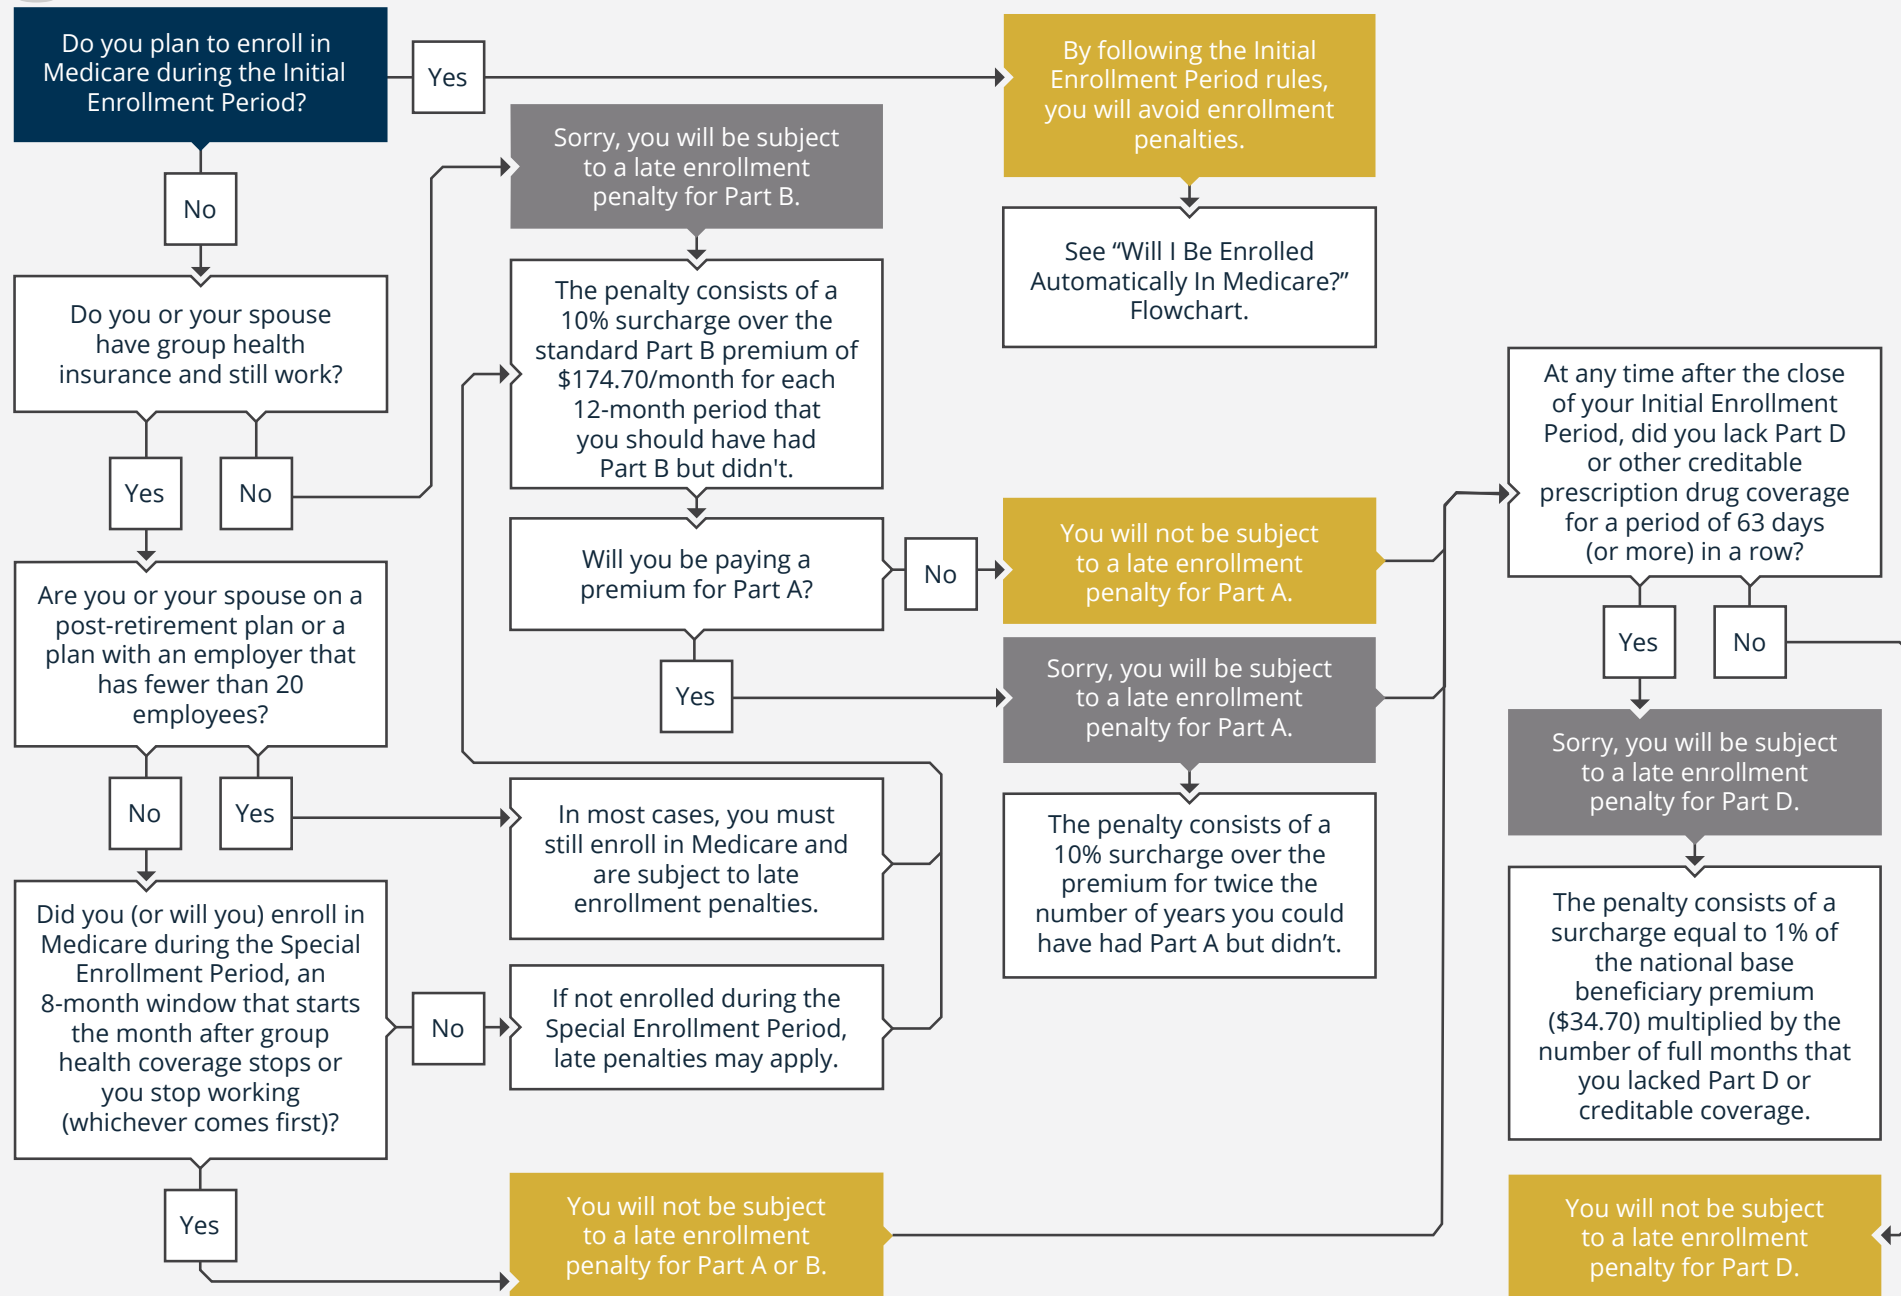 Do you plan to enroll in
Medicare during the Initial
Enrollment Period?
Yes
By following the Initial
Enrollment Period rules,
you will avoid enrollment
penalties.
See “Will I Be Enrolled
Automatically In Medicare?”
Flowchart.
No
Do you or your spouse
have group health
insurance and still work?
Yes
No
Sorry, you will be subject
to a late enrollment
penalty for Part B.
The penalty consists of a
10% surcharge over the
standard Part B premium of
$174.70/month for each
12-month period that
you should have had
Part B but didn't.
Will you be paying a
premium for Part A?
No
You will not be subject
to a late enrollment
penalty for Part A.
Yes
Sorry, you will be subject
to a late enrollment
penalty for Part A.
The penalty consists of a
10% surcharge over the
premium for twice the
number of years you could
have had Part A but didn’t.
Are you or your spouse on a
post-retirement plan or a
plan with an employer that
has fewer than 20
employees?
No
Yes
In most cases, you must
still enroll in Medicare and
are subject to late
enrollment penalties.
Did you (or will you) enroll in
Medicare during the Special
Enrollment Period, an
8-month window that starts
the month after group
health coverage stops or
you stop working
(whichever comes first)?
No
If not enrolled during the
Special Enrollment Period,
late penalties may apply.
Yes
You will not be subject
to a late enrollment
penalty for Part A or B.
At any time after the close
of your Initial Enrollment
Period, did you lack Part D
or other creditable
prescription drug coverage
for a period of 63 days
(or more) in a row?
Yes
No
Sorry, you will be subject
to a late enrollment
penalty for Part D.
The penalty consists of a
surcharge equal to 1% of
the national base
beneficiary premium
($34.70) multiplied by the
number of full months that
you lacked Part D or
creditable coverage.
You will not be subject
to a late enrollment
penalty for Part D.